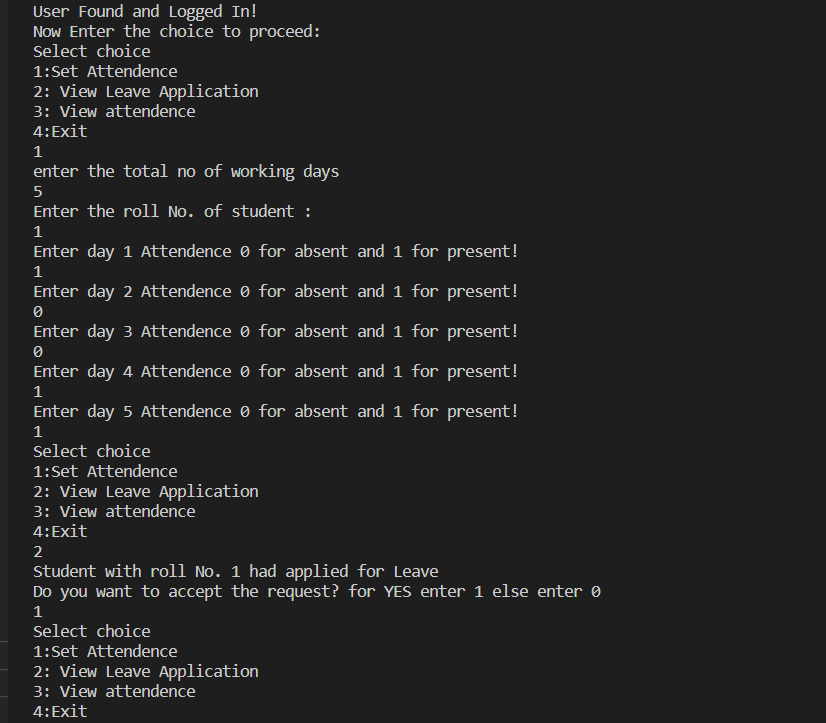 User Found and Logged In!
Now Enter the choice to proceed:
Select choice
1:Set Attendence
2: View Leave Application
3: View attendence
4:Exit
1
enter the total no of working days
5
Enter the roll No. of student :
1
Enter day 1 Attendence 0 for absent and 1 for present!
1
Enter day 2 Attendence 0 for absent and 1 for present!
0
Enter day 3 Attendence 0 for absent and 1 for present!
0
Enter day 4 Attendence 0 for absent and 1 for present!
1
Enter day 5 Attendence 0 for absent and 1 for present!
1
Select choice
1:Set Attendence
2: View Leave Application
3: View attendence
4:Exit
2
Student with roll No. 1 had applied for Leave
Do you want to accept the request? for YES enter 1 else enter 0
1
Select choice
1:Set Attendence
2: View Leave Application
3: View attendence
4:Exit